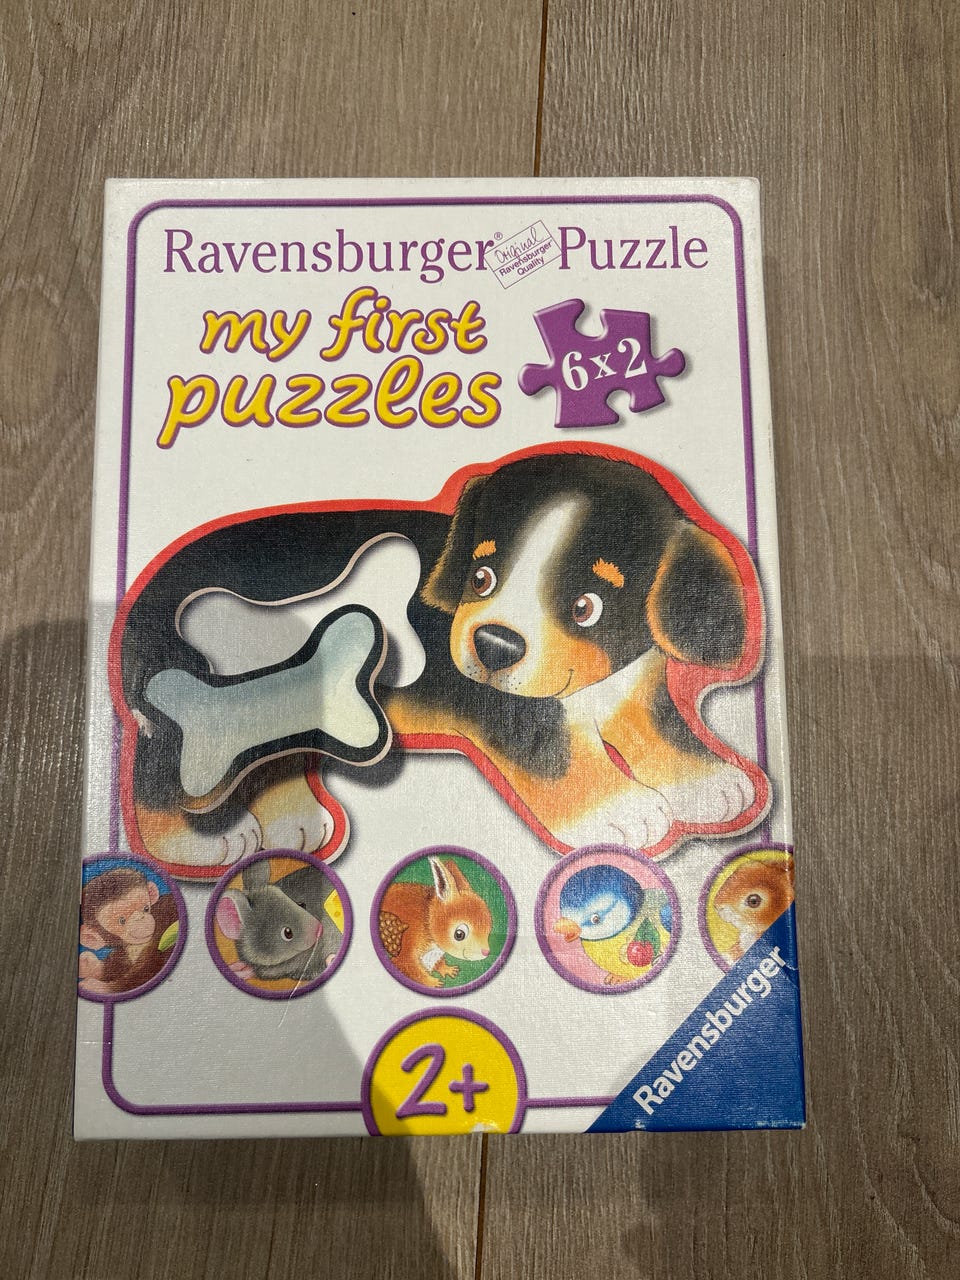 Ravensburger® Puzzle
Original
Ravensburger
Quality
my first
puzzles
6x2
2+
Ravensburger